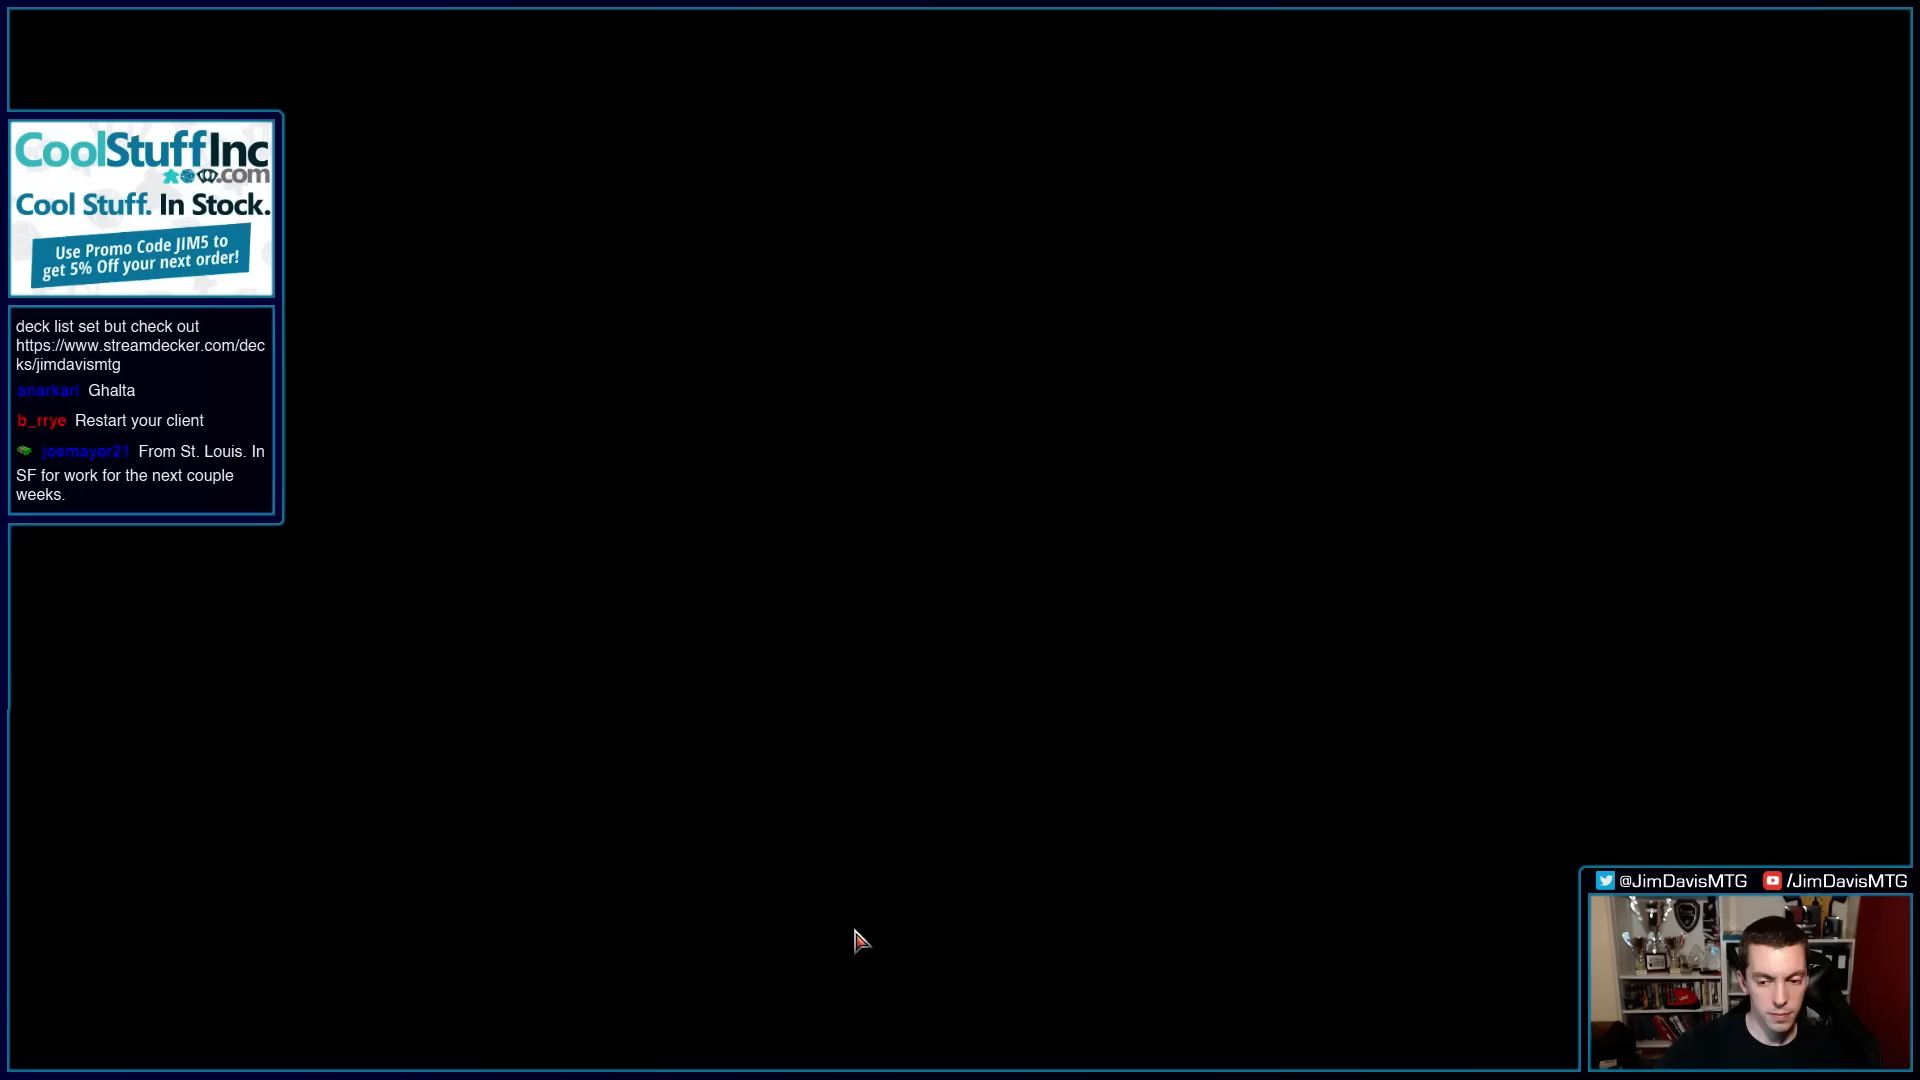 CoolStuffInc
.com
Cool Stuff. In Stock.
Use Promo Code JIM5 to
get 5% Off your next order!
deck list set but check out
https://www.streamdecker.com/dec
ks/jimdavismtg
anarkari Ghalta
b_rrye Restart your client
joemayor21 From St. Louis. In
SF for work for the next couple
weeks.
@JimDavisMTG /JimDavisMTG